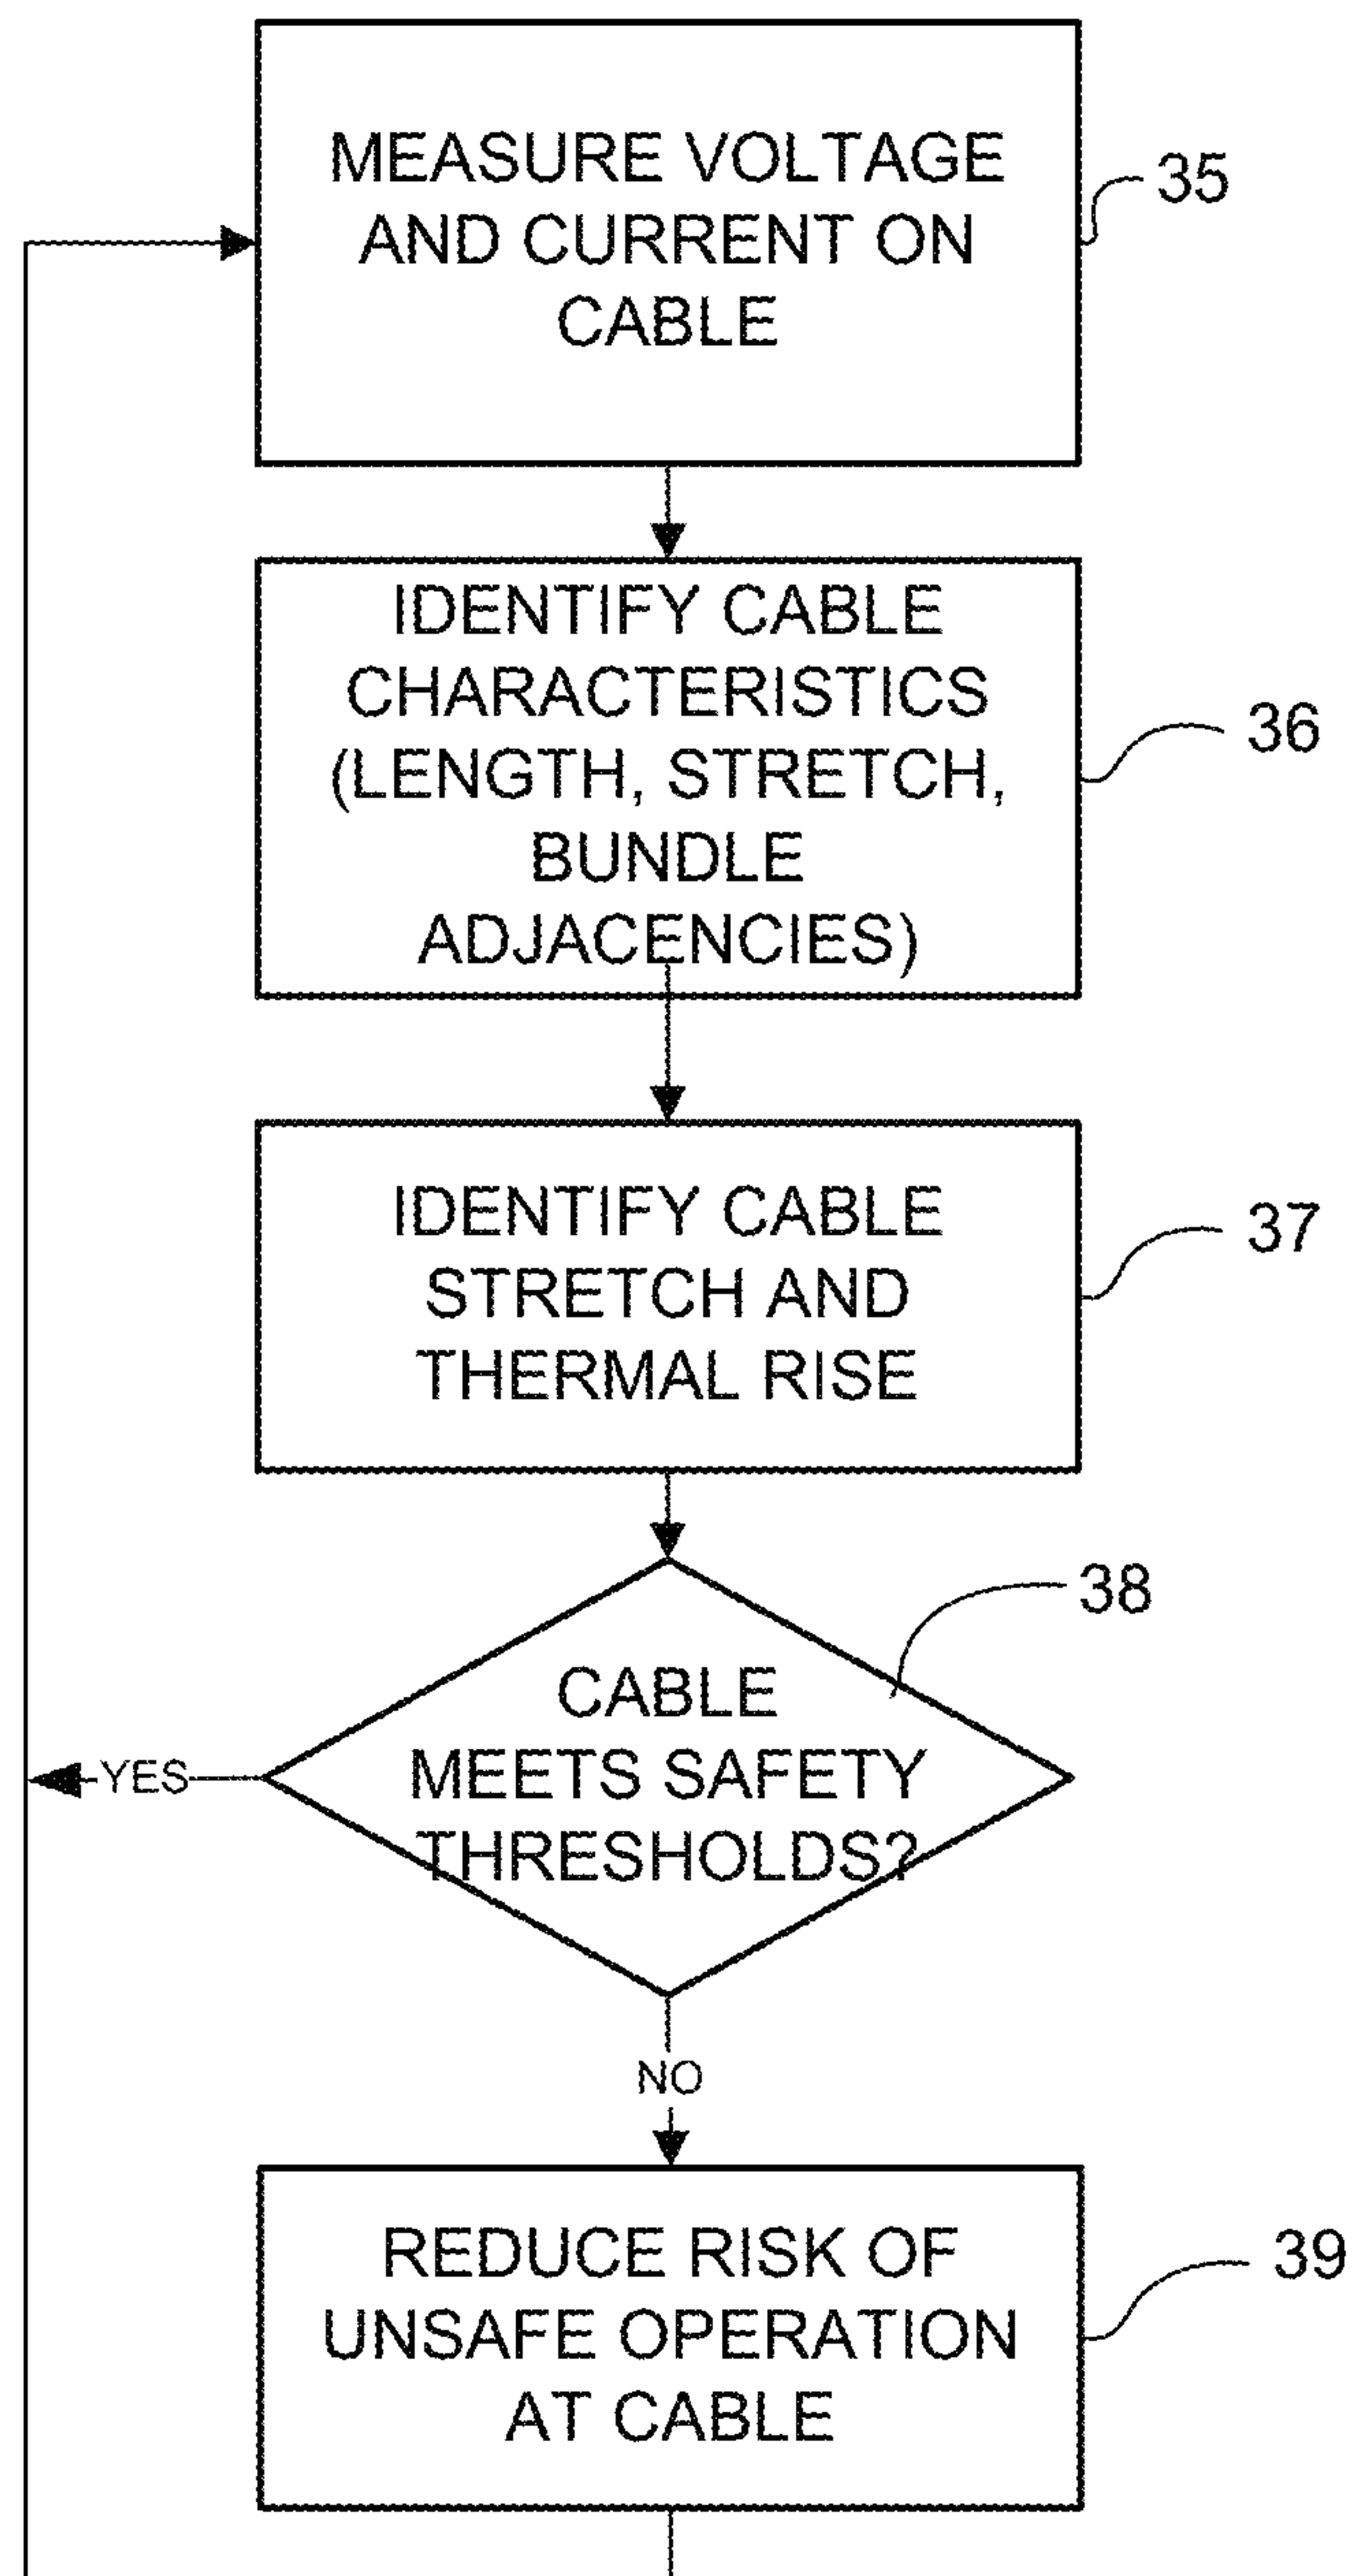 MEASURE VOLTAGE
AND CURRENT ON
CABLE
35
IDENTIFY CABLE
CHARACTERISTICS
(LENGTH, STRETCH,
BUNDLE
ADJACENCIES)
36
IDENTIFY CABLE
STRETCH AND
THERMAL RISE
37
38
CABLE
MEETS SAFETY
THRESHOLDS?
YES
NO
REDUCE RISK OF
UNSAFE OPERATION
AT CABLE
39